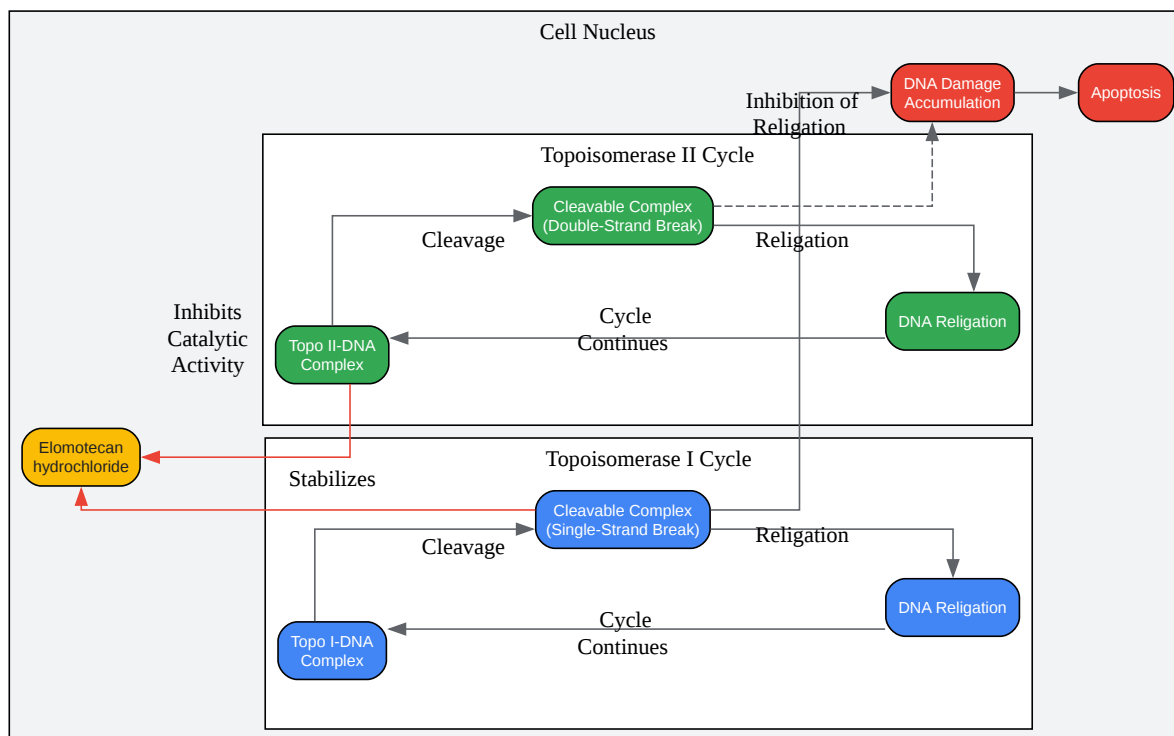 Cell Nucleus
DNA Damage
Accumulation
Apoptosis
Inhibition of
Religation
Topoisomerase II Cycle
Cleavable Complex
(Double-Strand Break)
Cleavage
Religation
Inhibits
Catalytic
Activity
Cycle
Continues
DNA Religation
Topo II-DNA
Complex
Elomotecan
hydrochloride
Topoisomerase I Cycle
Stabilizes
Cleavable Complex
(Single-Strand Break)
Cleavage
Religation
DNA Religation
Cycle
Continues
Topo I-DNA
Complex